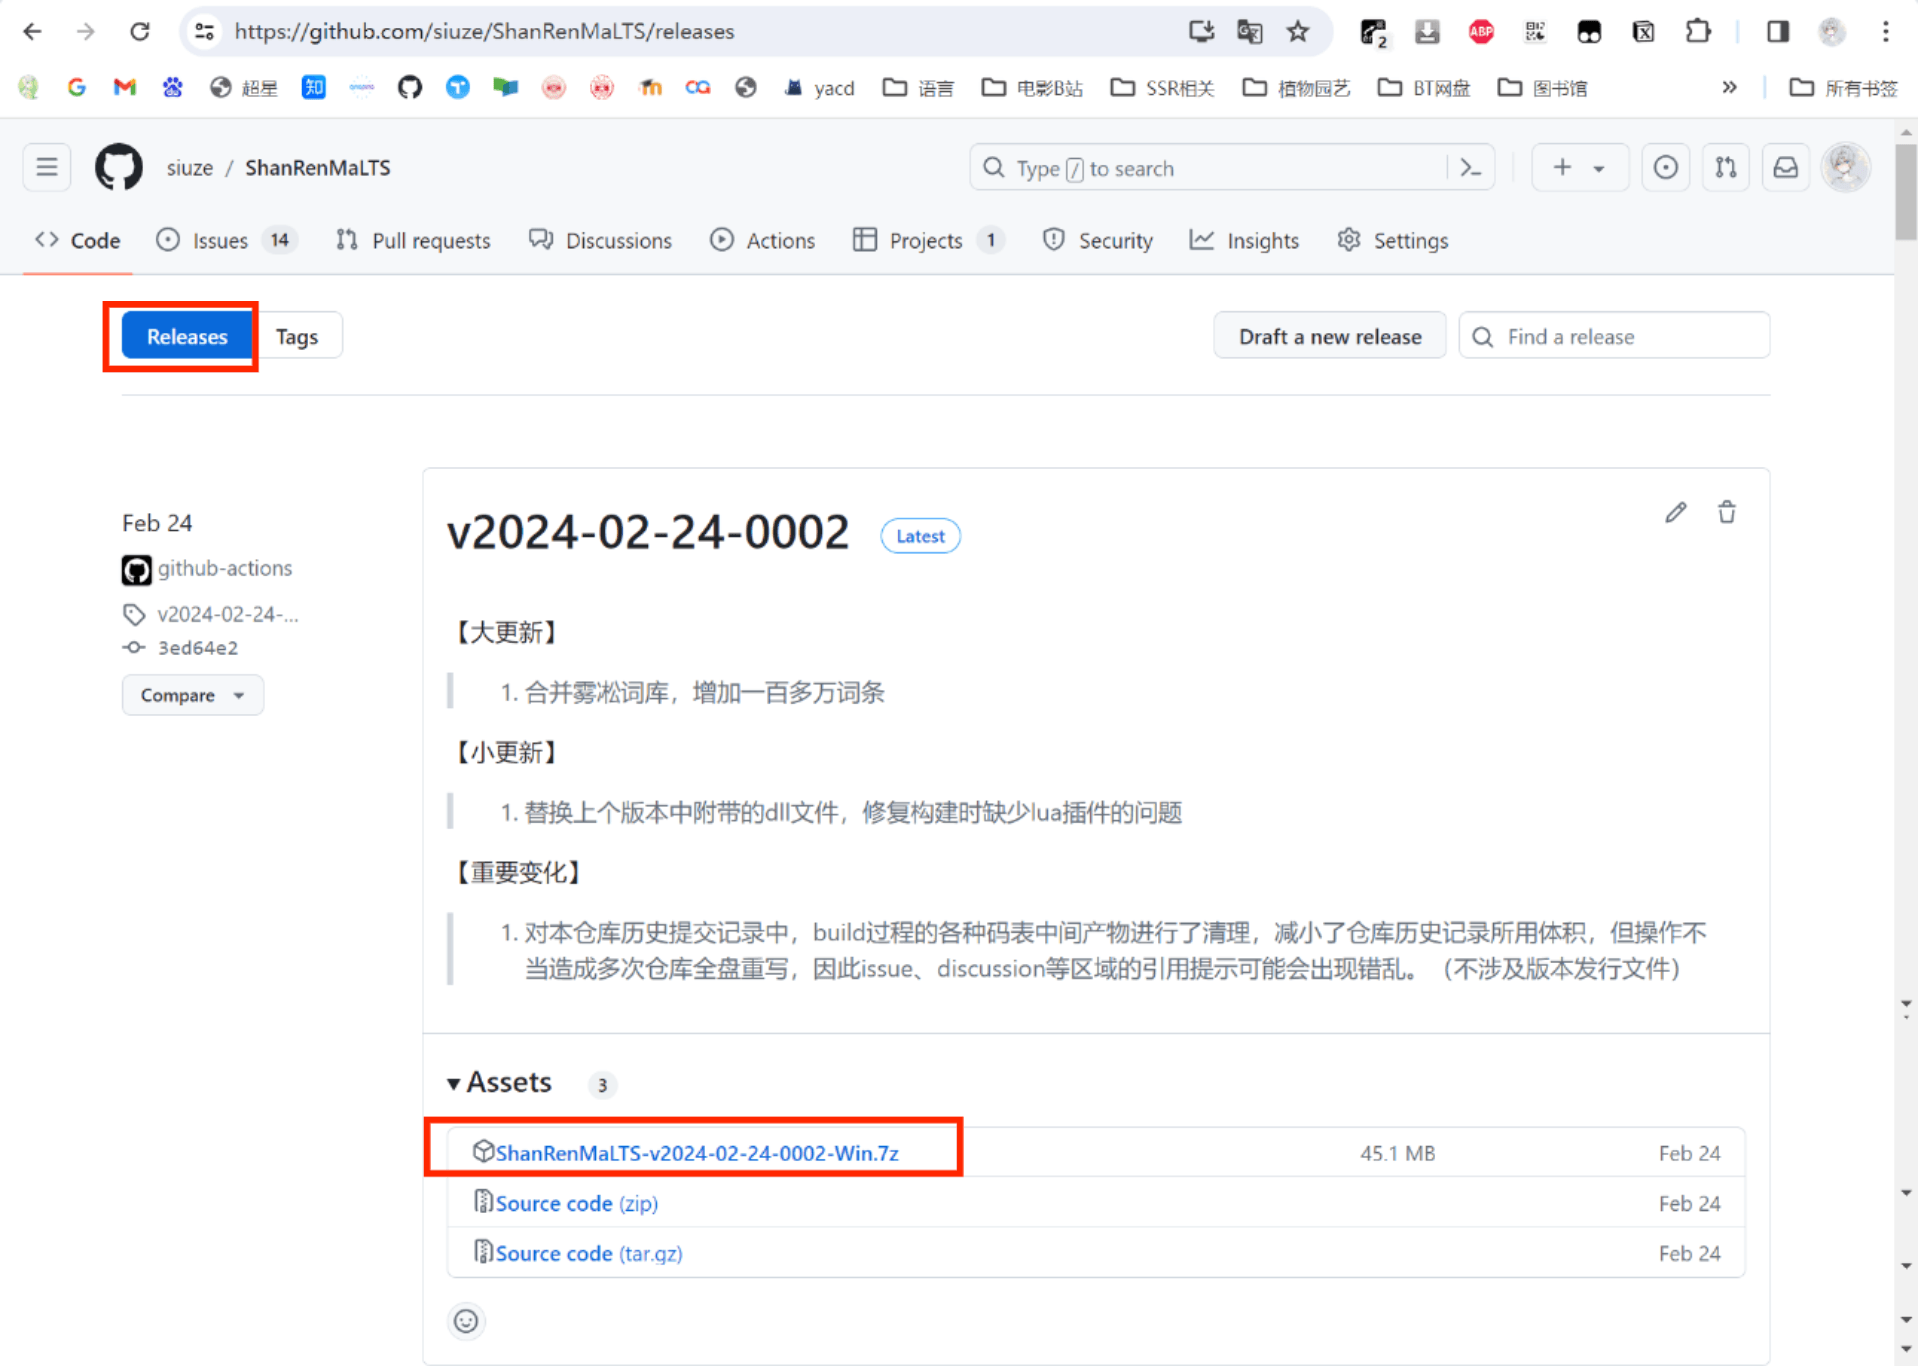 https://github.com/siuze/ShanRenMaLTS/releases
2
ABP
超星
知
yacd
语言
电影B站
SSR相关
植物园艺
BT网盘
图书馆
所有书签
siuze / ShanRenMaLTS
Type / to search
Code
Issues 14
Pull requests
Discussions
Actions
Projects 1
Security
Insights
Settings
Releases
Tags
Draft a new release
Find a release
Feb 24
github-actions
v2024-02-24-...
3ed64e2
Compare
v2024-02-24-0002
Latest
【大更新】
1. 合并雾凇词库，增加一百多万词条
【小更新】
1. 替换上个版本中附带的dll文件，修复构建时缺少lua插件的问题
【重要变化】
1. 对本仓库历史提交记录中，build过程的各种码表中间产物进行了清理，减小了仓库历史记录所用体积，但操作不
当造成多次仓库全盘重写，因此issue、discussion等区域的引用提示可能会出现错乱。（不涉及版本发行文件）
Assets 3
ShanRenMaLTS-v2024-02-24-0002-Win.7z
45.1 MB
Feb 24
Source code (zip)
Feb 24
Source code (tar.gz)
Feb 24